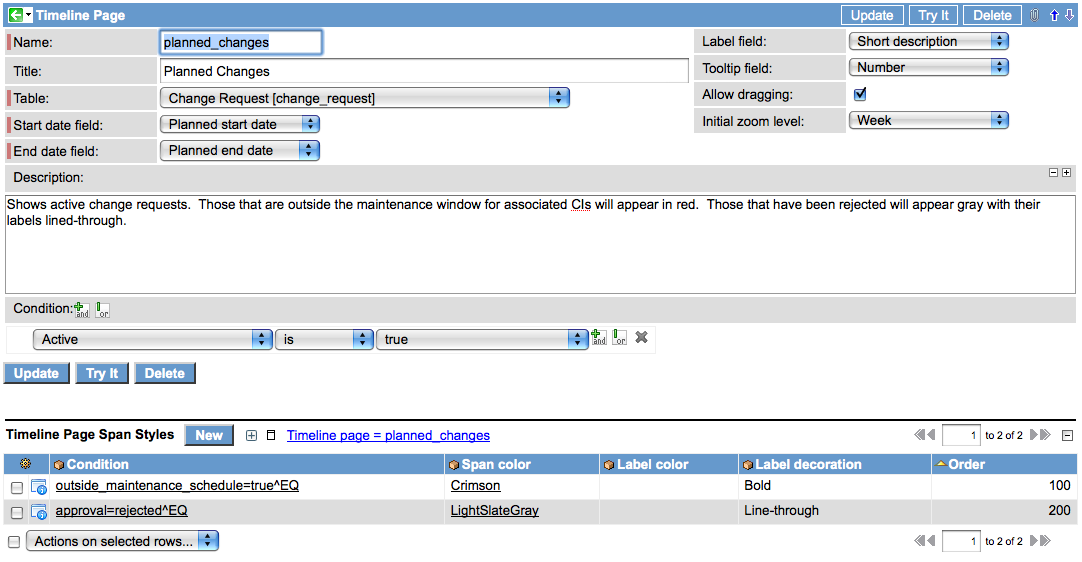 Timeline Page Update Try It Delete
Name: planned_changes Label field: Short description
Title: Planned Changes Tooltip field: Number
Table: Change Request [change_request] Allow dragging:
Start date field: Planned start date Initial zoom level: Week
End date field: Planned end date
Description:
Shows active change requests. Those that are outside the maintenance window for associated CIs will appear in red. Those that have been rejected will appear gray with their
labels lined-through.
Condition: and or
Active is true and or
Update Try It Delete
Timeline Page Span Styles New Timeline page = planned_changes 1 to 2 of 2
Condition Span color Label color Label decoration Order
outside_maintenance_schedule=true^EQ Crimson Bold 100
approval=rejected^EQ LightSlateGray Line-through 200
Actions on selected rows... 1 to 2 of 2